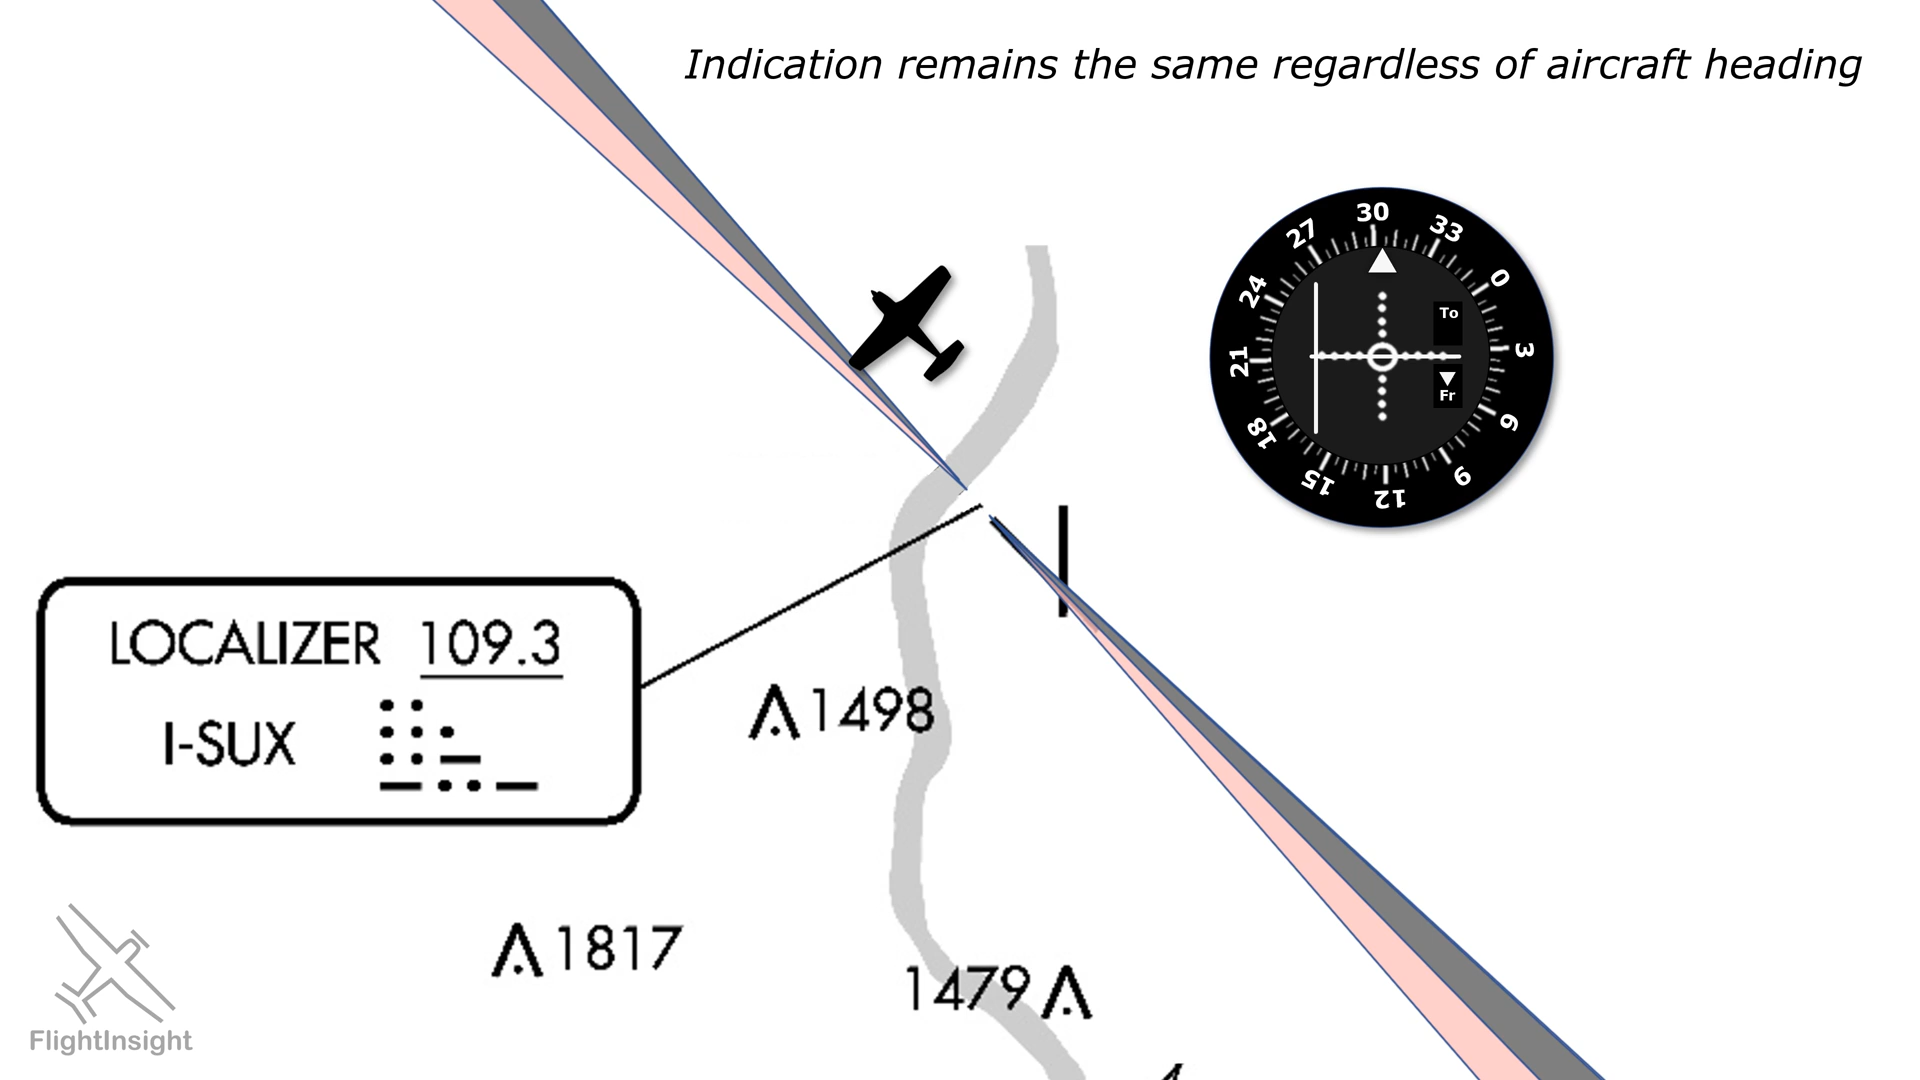 Indication remains the same regardless of aircraft heading
30
33
0
3
6
9
12
15
18
21
24
27
To
Fr
LOCALIZER 109.3
I-SUX
1498
1817
1479
4
FlightInsight